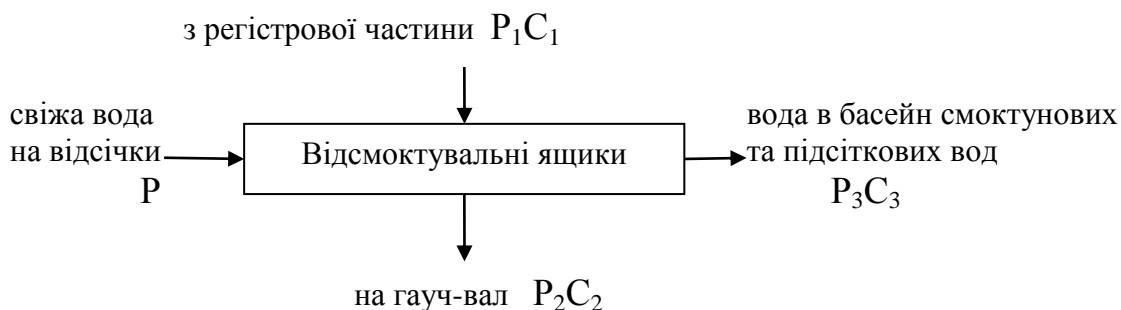 з регістрової частини P₁C₁
свіжа вода
на відсічки
P
Відсмоктувальні ящики
вода в басейн смоктунових
та підсіткових вод
P₃C₃
на гауч-вал P₂C₂